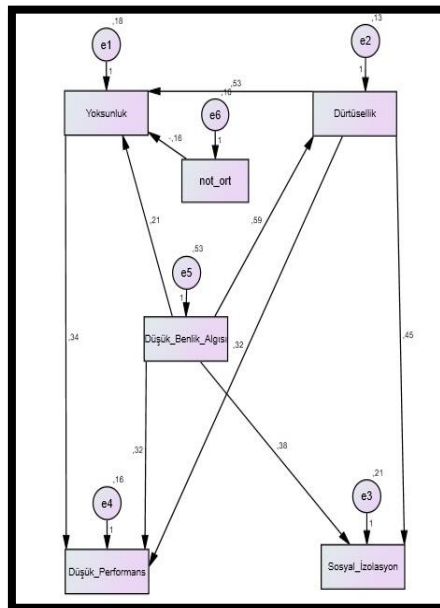 ,18
e1
1
,13
e2
1
,53
Yoksunluk
Dürtüsellik
,16
e6
1
-,16
not_ort
,21
,59
,53
e5
1
Düşük_Benlik_Algısı
,34
,32
,45
,32
,38
,16
e4
1
,21
e3
1
Düşük_Performans
Sosyal_İzolasyon